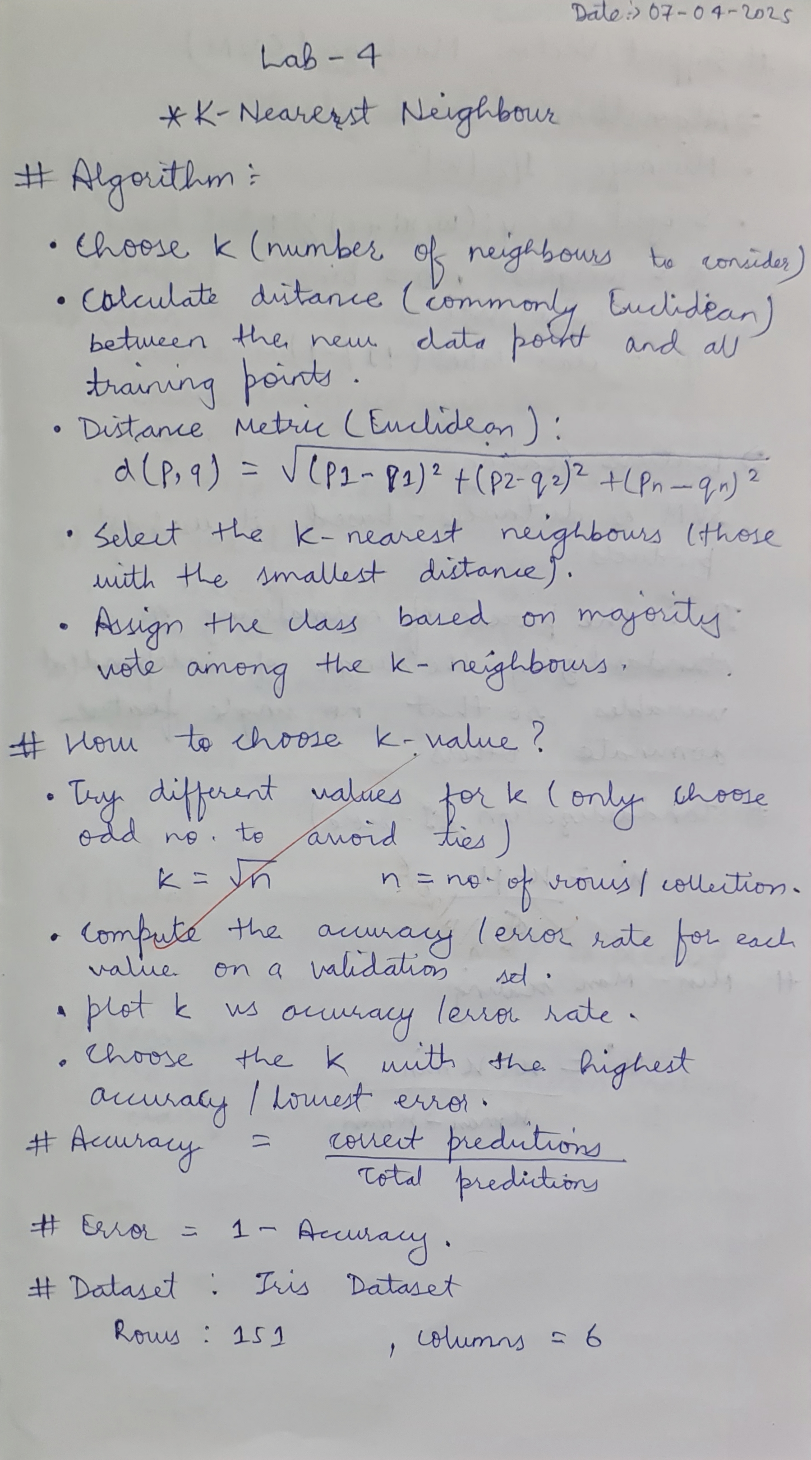 Date :> 07-04-2025
Lab - 4
* K- Nearerst Neighbour
# Algorithm :-
• Choose K (number of neighbours to consider)
• Calculate distance (commonly Euclidean)
between the new data point and all
training points.
• Distance Metric (Euclidean) :
d(p,q) = √(p1-q1)² + (p2-q2)² + (pn-qn)²
• Select the K-nearest neighbours (those
with the smallest distance).
• Assign the class based on majority
vote among the K-neighbours.
# How to choose K-value?
• Try different values for k (only choose
odd no. to avoid ties)
K = √n n = no. of rows / collection.
• Compute the accuracy / error rate for each
value on a validation set.
• plot k vs accuracy / error rate.
• Choose the K with the highest
accuracy / lowest error.
# Accuracy = correct predictions
Total predictions
# Error = 1 - Accuracy.
# Dataset : Iris Dataset
Rows : 151 , columns = 6